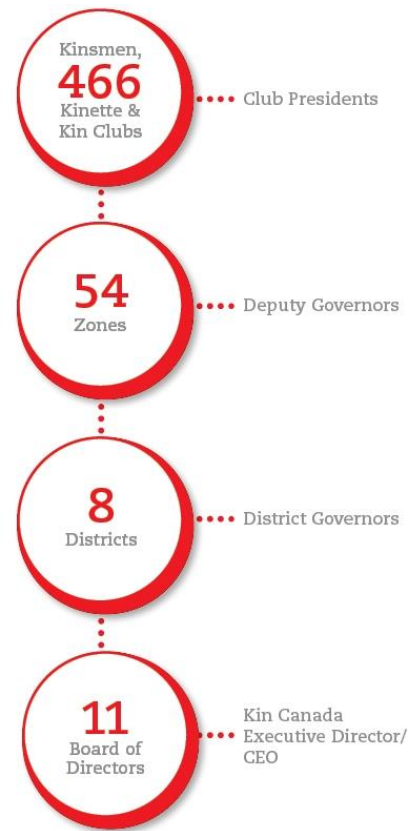 Kinsmen,
466
Kinette &
Kin Clubs
Club Presidents
54
Zones
Deputy Governors
8
Districts
District Governors
11
Board of
Directors
Kin Canada
Executive Director/
CEO